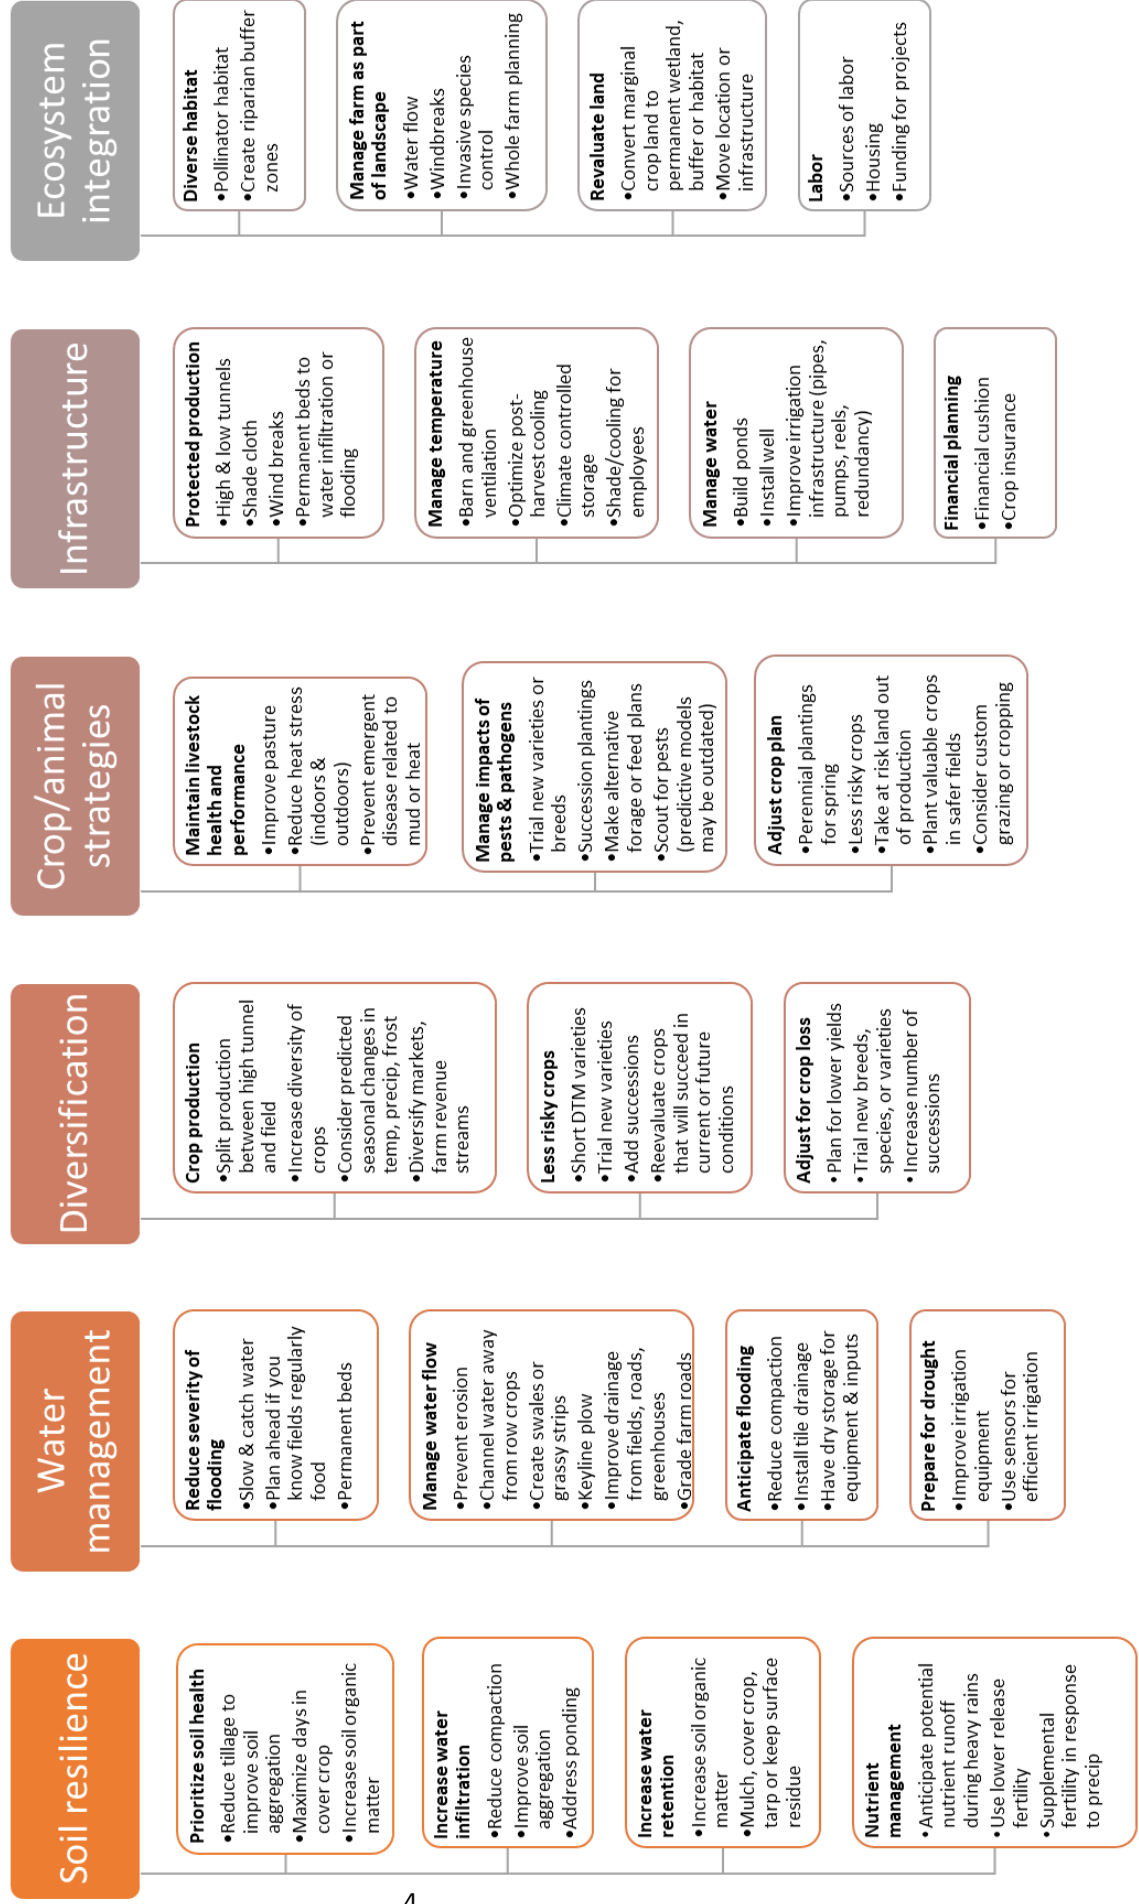 Soil resilience
Prioritize soil health
•Reduce tillage to
improve soil
aggregation
•Maximize days in
cover crop
•Increase soil organic
matter
Increase water
infiltration
•Reduce compaction
•Improve soil
aggregation
•Address ponding
Increase water
retention
•Increase soil organic
matter
•Mulch, cover crop,
tarp or keep surface
residue
Nutrient
management
•Anticipate potential
nutrient runoff
during heavy rains
•Use lower release
fertility
•Supplemental
fertility in response
to precip
Water
management
Reduce severity of
flooding
•Slow & catch water
•Plan ahead if you
know fields regularly
food
•Permanent beds
Manage water flow
•Prevent erosion
•Channel water away
from row crops
•Create swales or
grassy strips
•Keyline plow
•Improve drainage
from fields, roads,
greenhouses
•Grade farm roads
Anticipate flooding
•Reduce compaction
•Install tile drainage
•Have dry storage for
equipment & inputs
Prepare for drought
•Improve irrigation
equipment
•Use sensors for
efficient irrigation
Diversification
Crop production
•Split production
between high tunnel
and field
•Increase diversity of
crops
•Consider predicted
seasonal changes in
temp, precip, frost
•Diversify markets,
farm revenue
streams
Less risky crops
•Short DTM varieties
•Trial new varieties
•Add successions
•Reevaluate crops
that will succeed in
current or future
conditions
Adjust for crop loss
•Plan for lower yields
•Trial new breeds,
species, or varieties
•Increase number of
successions
Crop/animal
strategies
Maintain livestock
health and
performance
•Improve pasture
•Reduce heat stress
(indoors &
outdoors)
•Prevent emergent
disease related to
mud or heat
Manage impacts of
pests & pathogens
•Trial new varieties or
breeds
•Succession plantings
•Make alternative
forage or feed plans
•Scout for pests
(predictive models
may be outdated)
Adjust crop plan
•Perennial plantings
for spring
•Less risky crops
•Take at risk land out
of production
•Plant valuable crops
in safer fields
•Consider custom
grazing or cropping
Infrastructure
Protected production
•High & low tunnels
•Shade cloth
•Wind breaks
•Permanent beds to
water infiltration or
flooding
Manage temperature
•Barn and greenhouse
ventilation
•Optimize post-
harvest cooling
•Climate controlled
storage
•Shade/cooling for
employees
Manage water
•Build ponds
•Install well
•Improve irrigation
infrastructure (pipes,
pumps, reels,
redundancy)
Financial planning
•Financial cushion
•Crop insurance
Ecosystem
integration
Diverse habitat
•Pollinator habitat
•Create riparian buffer
zones
Manage farm as part
of landscape
•Water flow
•Windbreaks
•Invasive species
control
•Whole farm planning
Revaluate land
•Convert marginal
crop land to
permanent wetland,
buffer or habitat
•Move location or
infrastructure
Labor
•Sources of labor
•Housing
•Funding for projects
4